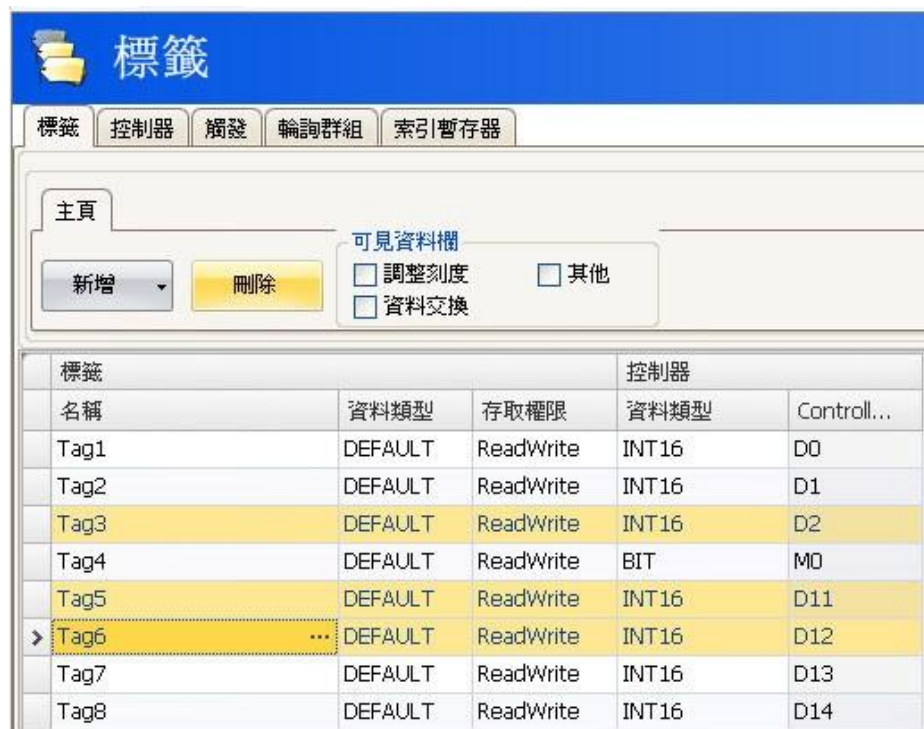 標籤
標籤 控制器 觸發 輪詢群組 索引暫存器
主頁
可見資料欄
新增 刪除 調整刻度 其他
資料交換
標籤 控制器
名稱 資料類型 存取權限 資料類型 Controll...
Tag1 DEFAULT ReadWrite INT16 D0
Tag2 DEFAULT ReadWrite INT16 D1
Tag3 DEFAULT ReadWrite INT16 D2
Tag4 DEFAULT ReadWrite BIT M0
Tag5 DEFAULT ReadWrite INT16 D11
Tag6 ... DEFAULT ReadWrite INT16 D12
Tag7 DEFAULT ReadWrite INT16 D13
Tag8 DEFAULT ReadWrite INT16 D14